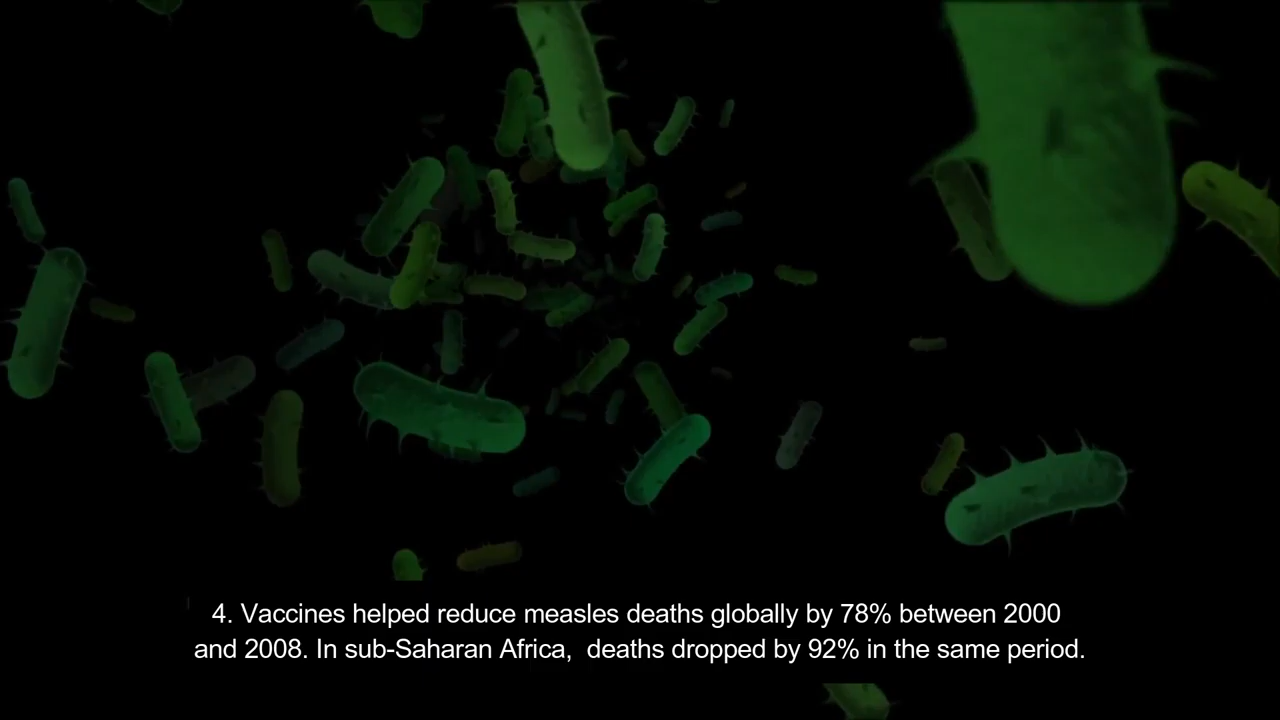 4. Vaccines helped reduce measles deaths globally by 78% between 2000
and 2008. In sub-Saharan Africa,  deaths dropped by 92% in the same period.